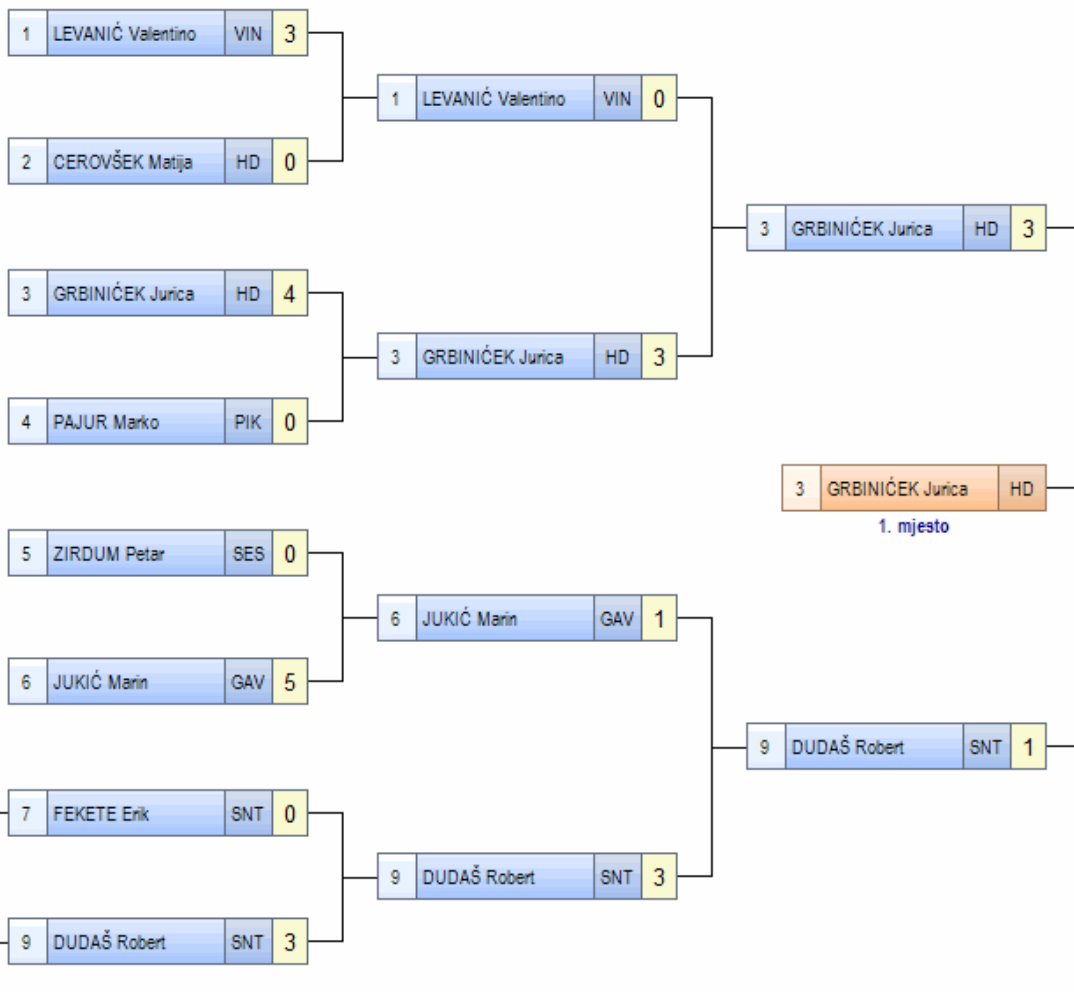 1 LEVANIĆ Valentino VIN 3
1 LEVANIĆ Valentino VIN 0
2 CEROVŠEK Matija HD 0
3 GRBINIĆEK Jurica HD 3
3 GRBINIĆEK Jurica HD 4
3 GRBINIĆEK Jurica HD 3
4 PAJUR Marko PIK 0
3 GRBINIĆEK Jurica HD
1. mjesto
5 ZIRDUM Petar SES 0
6 JUKIĆ Marin GAV 1
6 JUKIĆ Marin GAV 5
9 DUDAŠ Robert SNT 1
7 FEKETE Erik SNT 0
9 DUDAŠ Robert SNT 3
9 DUDAŠ Robert SNT 3